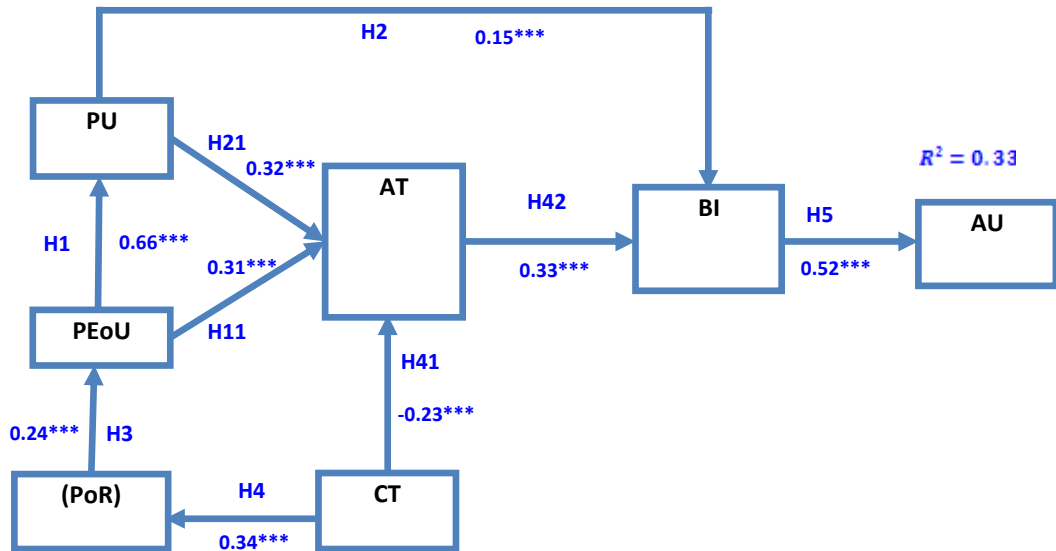 H2
0.15***
PU
H21
0.32***
AT
R² = 0.33
H42
BI
H5
AU
H1
0.66***
0.31***
0.33***
0.52***
PEoU
H11
H41
0.24***
H3
-0.23***
(PoR)
H4
CT
0.34***